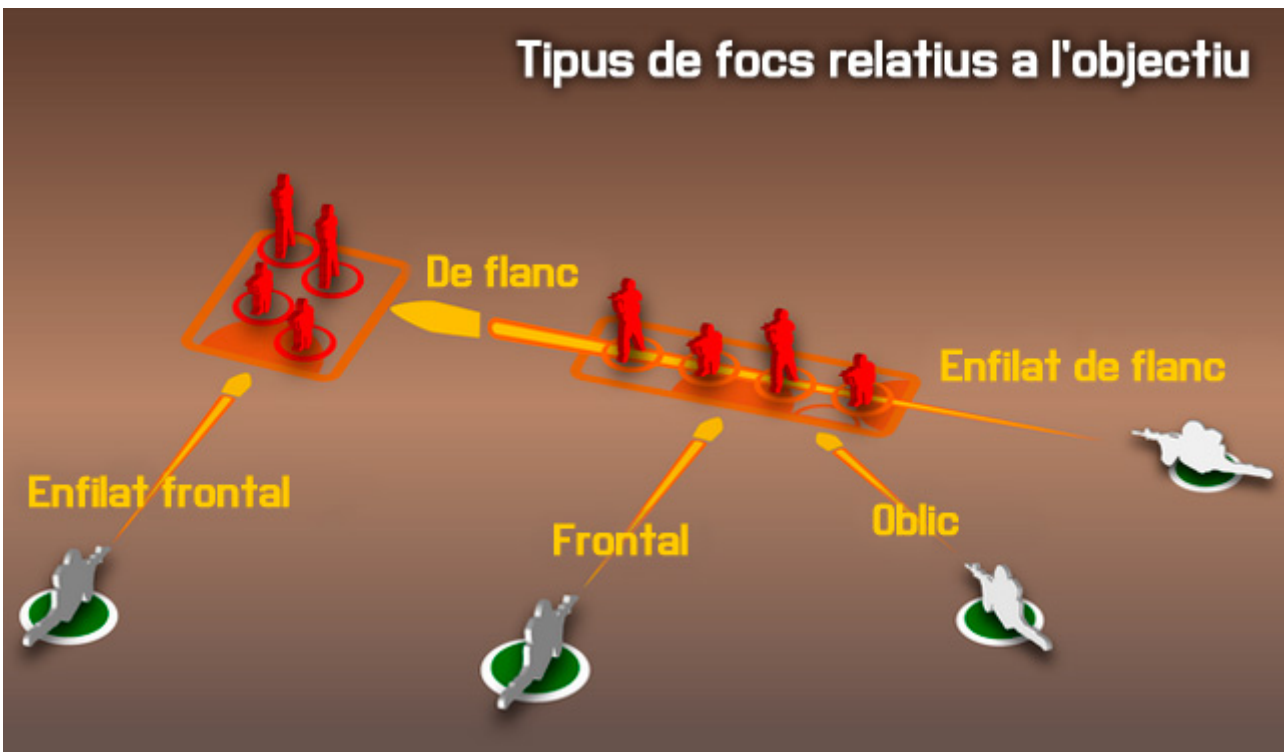 Tipus de focs relatius a l'objectiu
De flanc
Enfilat de flanc
Enfilat frontal
Frontal
Oblic